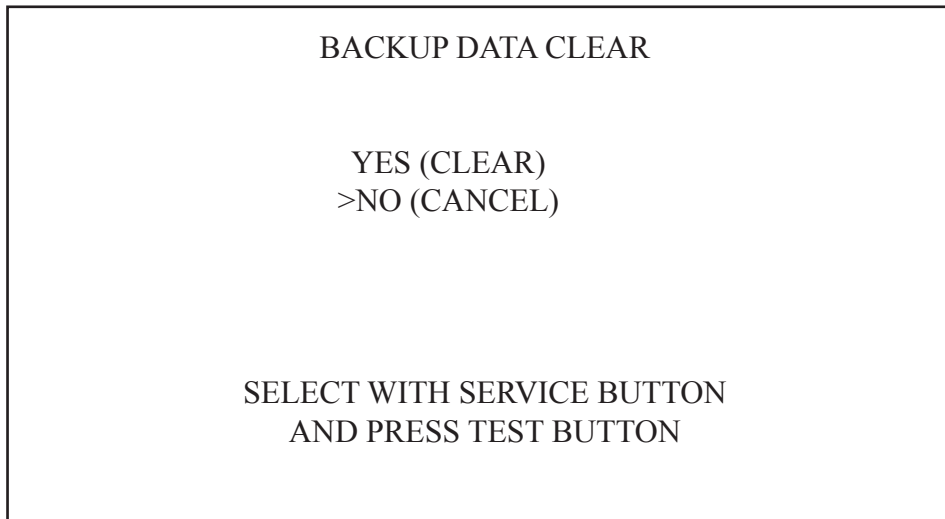 BACKUP DATA CLEAR
YES (CLEAR)
>NO (CANCEL)
SELECT WITH SERVICE BUTTON
AND PRESS TEST BUTTON